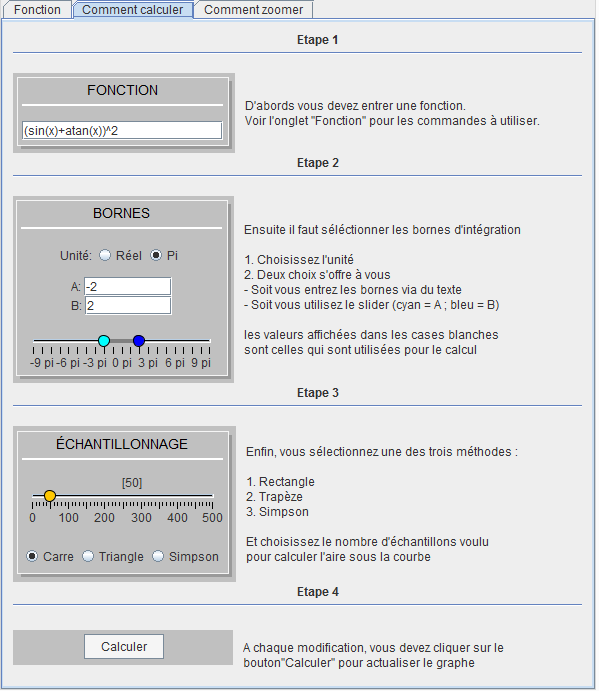 Fonction Comment calculer Comment zoomer
Etape 1
FONCTION
(sin(x)+atan(x))^2
D'abords vous devez entrer une fonction.
Voir l'onglet "Fonction" pour les commandes à utiliser.
Etape 2
BORNES
Unité: Réel Pi
A: -2
B: 2
-9 pi -6 pi -3 pi 0 pi 3 pi 6 pi 9 pi
Ensuite il faut séléctionner les bornes d'intégration
1. Choisissez l'unité
2. Deux choix s'offre à vous
- Soit vous entrez les bornes via du texte
- Soit vous utilisez le slider (cyan = A ; bleu = B)
les valeurs affichées dans les cases blanches
sont celles qui sont utilisées pour le calcul
Etape 3
ÉCHANTILLONNAGE
[50]
0 100 200 300 400 500
Carre Triangle Simpson
Enfin, vous sélectionnez une des trois méthodes :
1. Rectangle
2. Trapèze
3. Simpson
Et choisissez le nombre d'échantillons voulu
pour calculer l'aire sous la courbe
Etape 4
Calculer
A chaque modification, vous devez cliquer sur le
bouton"Calculer" pour actualiser le graphe